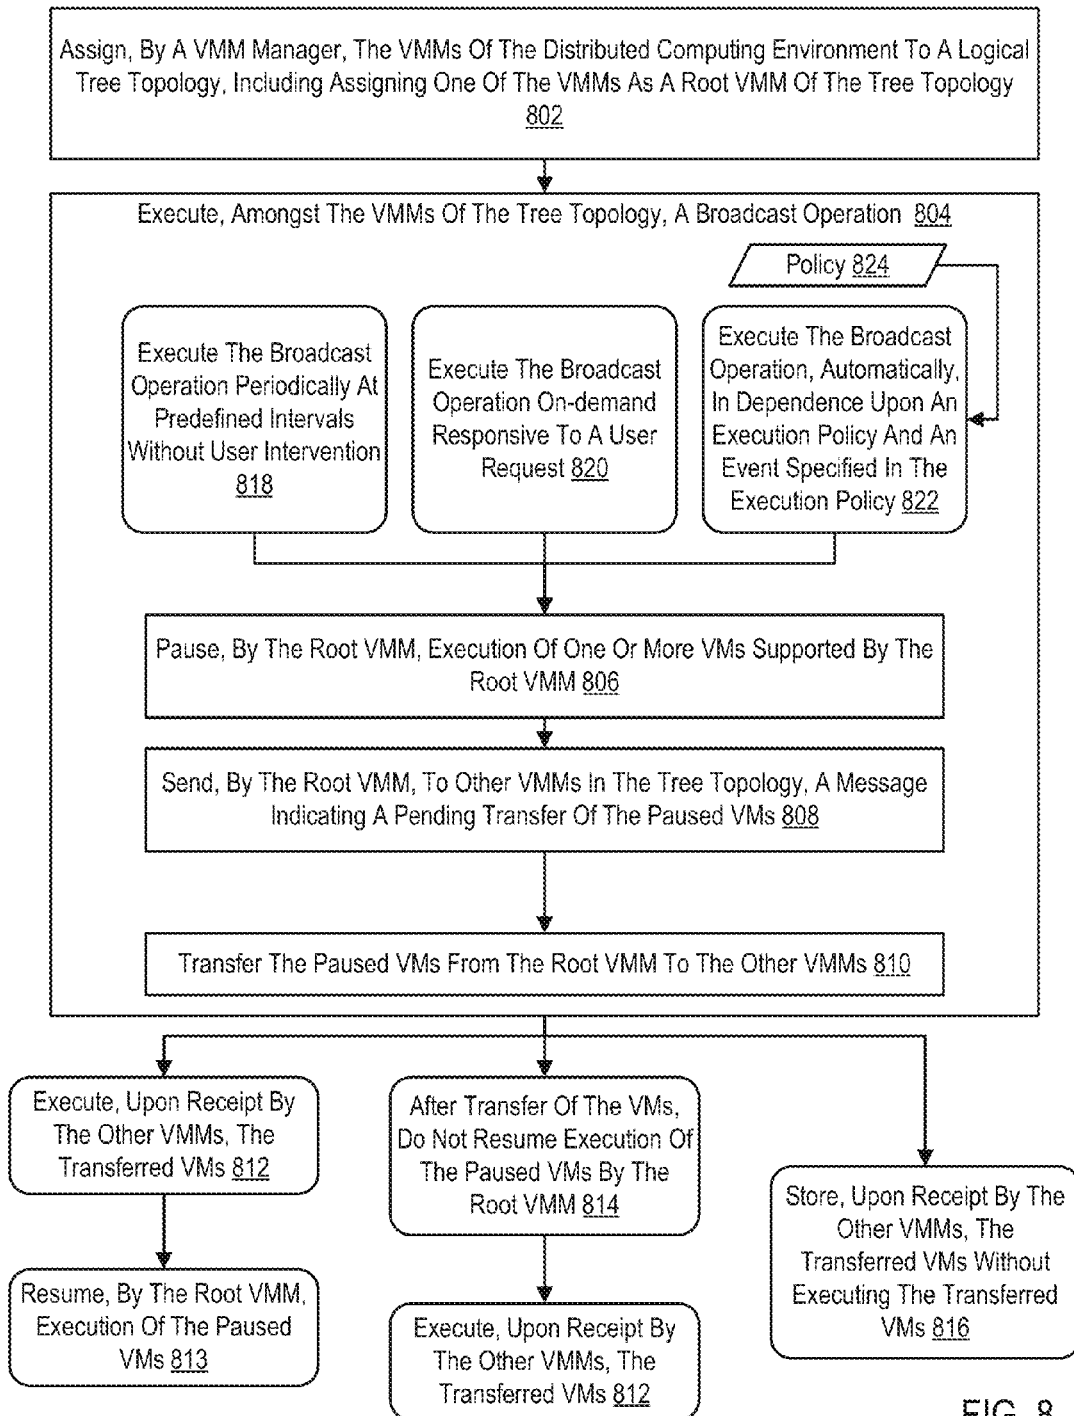 Assign, By A VMM Manager, The VMMs Of The Distributed Computing Environment To A Logical
Tree Topology, Including Assigning One Of The VMMs As A Root VMM Of The Tree Topology
802
Execute, Amongst The VMMs Of The Tree Topology, A Broadcast Operation 804
Policy 824
Execute The Broadcast
Operation Periodically At
Predefined Intervals
Without User Intervention
818
Execute The Broadcast
Operation On-demand
Responsive To A User
Request 820
Execute The Broadcast
Operation, Automatically,
In Dependence Upon An
Execution Policy And An
Event Specified In The
Execution Policy 822
Pause, By The Root VMM, Execution Of One Or More VMs Supported By The
Root VMM 806
Send, By The Root VMM, To Other VMMs In The Tree Topology, A Message
Indicating A Pending Transfer Of The Paused VMs 808
Transfer The Paused VMs From The Root VMM To The Other VMMs 810
Execute, Upon Receipt By
The Other VMMs, The
Transferred VMs 812
Resume, By The Root VMM,
Execution Of The Paused
VMs 813
After Transfer Of The VMs,
Do Not Resume Execution Of
The Paused VMs By The
Root VMM 814
Execute, Upon Receipt By
The Other VMMs, The
Transferred VMs 812
Store, Upon Receipt By The
Other VMMs, The
Transferred VMs Without
Executing The Transferred
VMs 816
FIG. 8